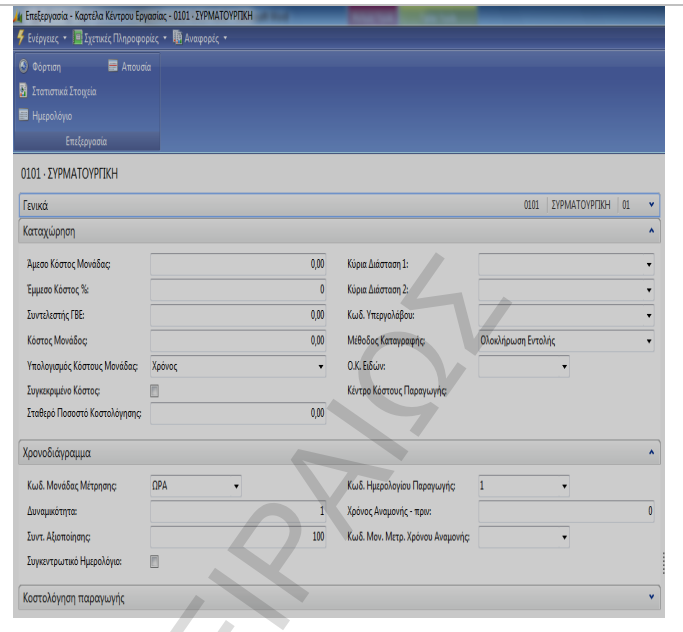 Επεξεργασία - Καρτέλα Κέντρου Εργασίας - 0101 · ΣΥΡΜΑΤΟΥΡΓΙΚΗ
Ενέργειες Σχετικές Πληροφορίες Αναφορές
Φόρτιση Απουσία
Στατιστικά Στοιχεία
Ημερολόγιο
Επεξεργασία
0101 · ΣΥΡΜΑΤΟΥΡΓΙΚΗ
Γενικά 0101 ΣΥΡΜΑΤΟΥΡΓΙΚΗ 01
Καταχώρηση
Άμεσο Κόστος Μονάδας: 0,00 Κύρια Διάσταση 1:
Έμμεσο Κόστος %: 0 Κύρια Διάσταση 2:
Συντελεστής ΓΒΕ: 0,00 Κωδ. Υπεργολάβου:
Κόστος Μονάδος: 0,00 Μέθοδος Καταγραφής: Ολοκλήρωση Εντολής
Υπολογισμός Κόστους Μονάδας: Χρόνος Ο.Κ. Ειδών:
Συγκεκριμένο Κόστος: Κέντρο Κόστους Παραγωγής:
Σταθερό Ποσοστό Κοστολόγησης: 0,00
Χρονοδιάγραμμα
Κωδ. Μονάδας Μέτρησης: ΩΡΑ Κωδ. Ημερολογίου Παραγωγής: 1
Δυναμικότητα: 1 Χρόνος Αναμονής - πριν: 0
Συντ. Αξιοποίησης: 100 Κωδ. Μον. Μετρ. Χρόνου Αναμονής:
Συγκεντρωτικό Ημερολόγιο:
Κοστολόγηση παραγωγής
ΕΙΡΑΙΩΣ